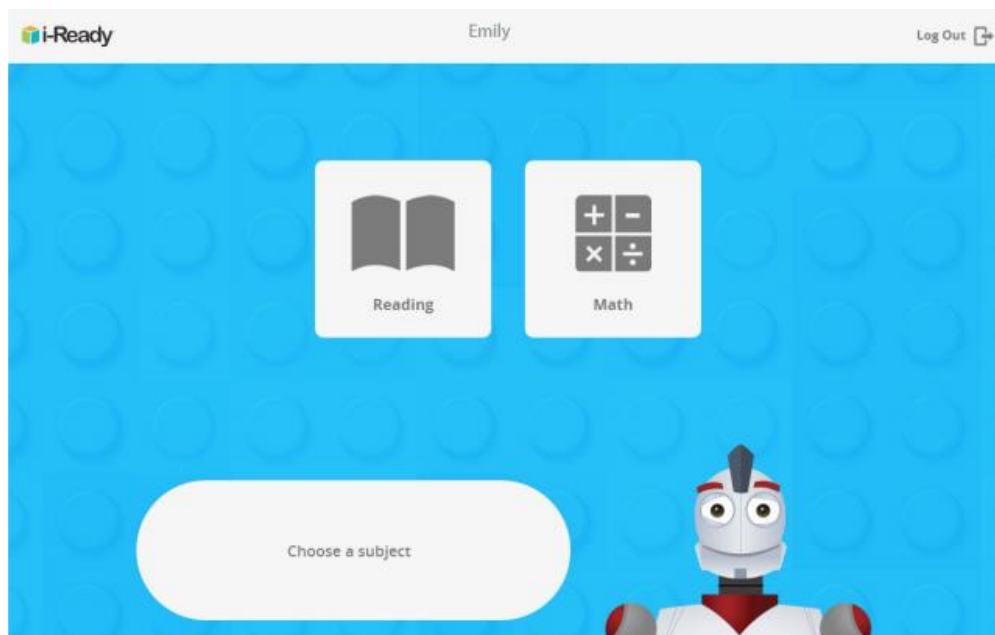 i-Ready
Emily
Log Out
Reading
Math
Choose a subject